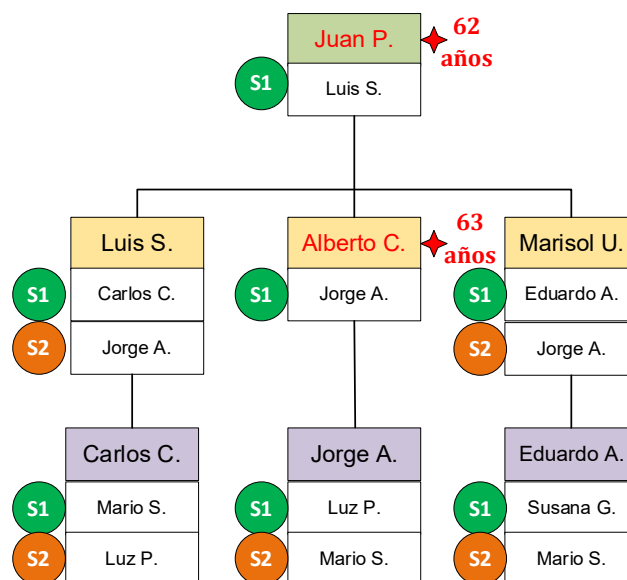 Juan P.
62
años
S1
Luis S.
Luis S.
Alberto C.
63
años
Marisol U.
S1
Carlos C.
S1
Jorge A.
S1
Eduardo A.
S2
Jorge A.
S2
Jorge A.
Carlos C.
Jorge A.
Eduardo A.
S1
Mario S.
S1
Luz P.
S1
Susana G.
S2
Luz P.
S2
Mario S.
S2
Mario S.